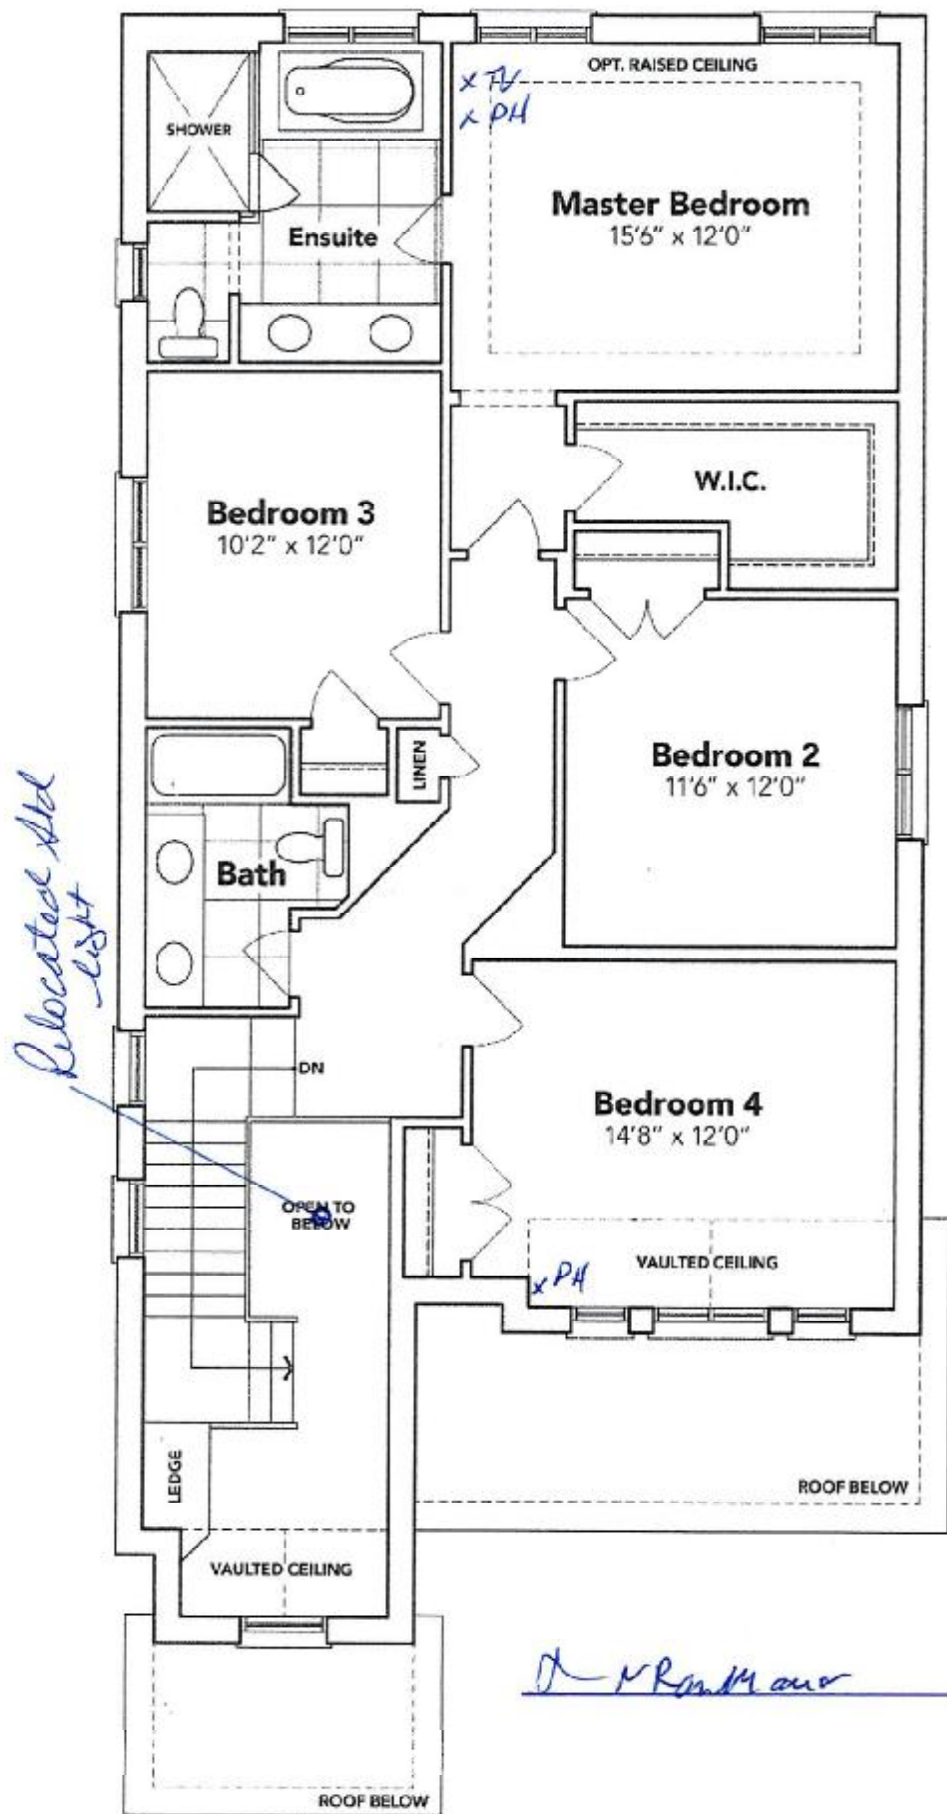 OPT. RAISED CEILING
x TV
x PH
SHOWER
Master Bedroom
15'6" x 12'0"
Ensuite
W.I.C.
Bedroom 3
10'2" x 12'0"
LINEN
Bedroom 2
11'6" x 12'0"
Relocated std
light
Bath
DN
Bedroom 4
14'8" x 12'0"
OPEN TO
BELOW
VAULTED CEILING
x PH
LEDGE
ROOF BELOW
VAULTED CEILING
ROOF BELOW